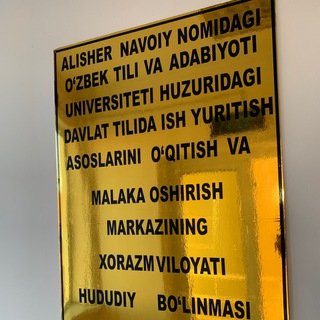 ALISHER NAVOIY NOMIDAGI
O‘ZBEK TILI VA ADABIYOTI
UNIVERSITETI HUZURIDAGI
DAVLAT TILIDA ISH YURITISH
ASOSLARINI O‘QITISH VA
MALAKA OSHIRISH
MARKAZINING
XORAZM VILOYATI
HUDUDIY BO‘LINMASI